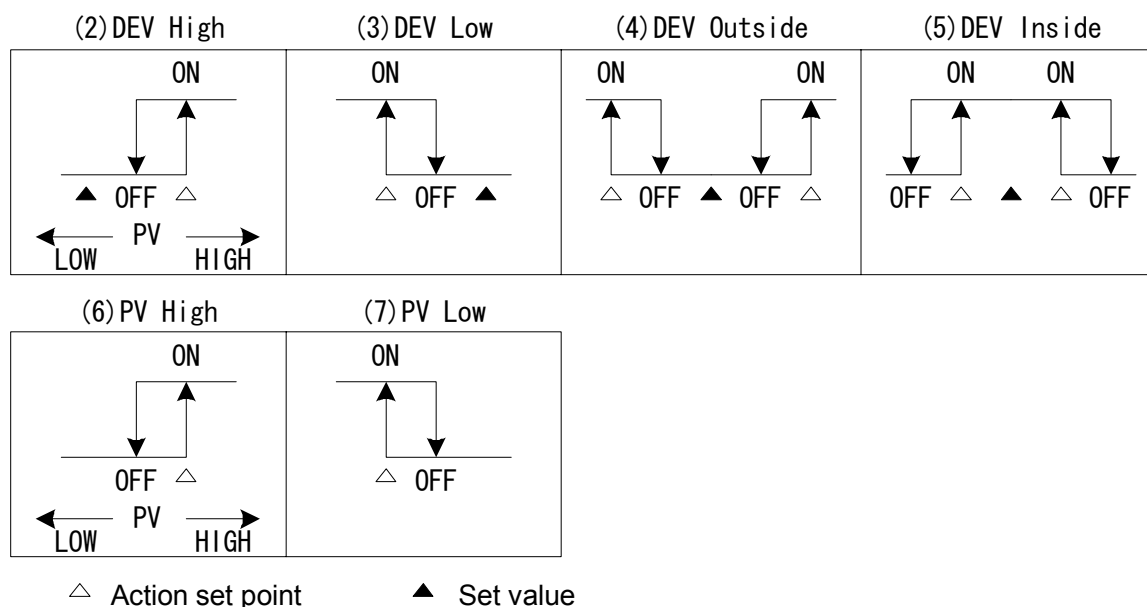 (2)DEV High (3)DEV Low (4)DEV Outside (5)DEV Inside
ON ON ON ON ON ON
OFF OFF OFF OFF OFF OFF
PV
LOW HIGH
(6)PV High (7)PV Low
ON ON
OFF OFF
PV
LOW HIGH
△ Action set point ▲ Set value